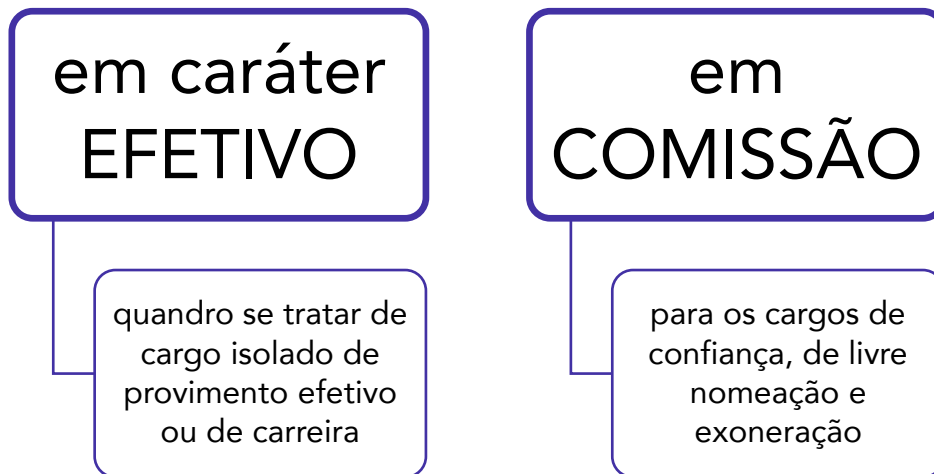 em caráter
EFETIVO
quandro se tratar de
cargo isolado de
provimento efetivo
ou de carreira
em
COMISSÃO
para os cargos de
confiança, de livre
nomeação e
exoneração